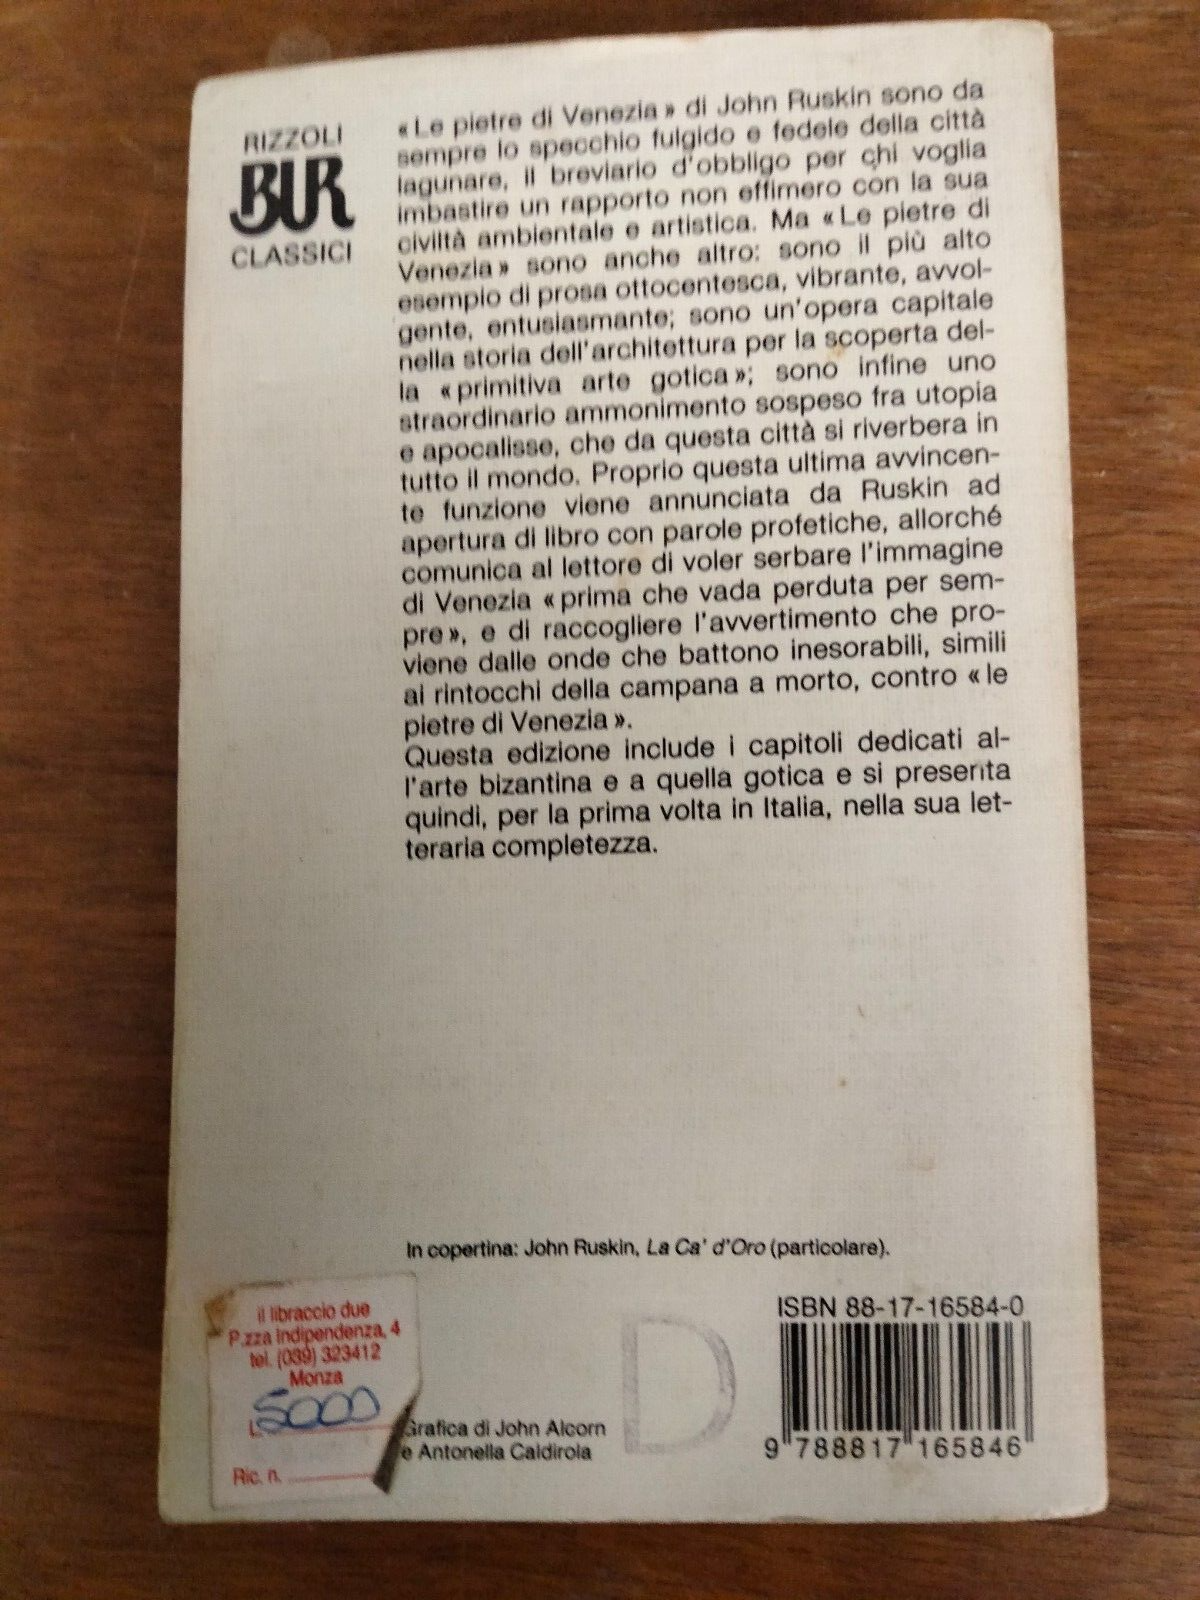 RIZZOLI
BUR
CLASSICI
«Le pietre di Venezia» di John Ruskin sono da
sempre lo specchio fulgido e fedele della città
lagunare, il breviario d'obbligo per chi voglia
imbastire un rapporto non effimero con la sua
civiltà ambientale e artistica. Ma «Le pietre di
Venezia» sono anche altro: sono il più alto
esempio di prosa ottocentesca, vibrante, avvol-
gente, entusiasmante; sono un'opera capitale
nella storia dell'architettura per la scoperta del-
la «primitiva arte gotica»; sono infine uno
straordinario ammonimento sospeso fra utopia
e apocalisse, che da questa città si riverbera in
tutto il mondo. Proprio questa ultima avvincen-
te funzione viene annunciata da Ruskin ad
apertura di libro con parole profetiche, allorché
comunica al lettore di voler serbare l'immagine
di Venezia «prima che vada perduta per sem-
pre», e di raccogliere l'avvertimento che pro-
viene dalle onde che battono inesorabili, simili
ai rintocchi della campana a morto, contro «le
pietre di Venezia».
Questa edizione include i capitoli dedicati al-
l'arte bizantina e a quella gotica e si presenta
quindi, per la prima volta in Italia, nella sua let-
teraria completezza.
In copertina: John Ruskin, La Ca' d'Oro (particolare).
il libraccio due
P.zza Indipendenza, 4
tel. (039) 323412
Monza
L. 5000
Ric. n.
Grafica di John Alcorn
e Antonella Caldirola
D
ISBN 88-17-16584-0
9 788817 165846